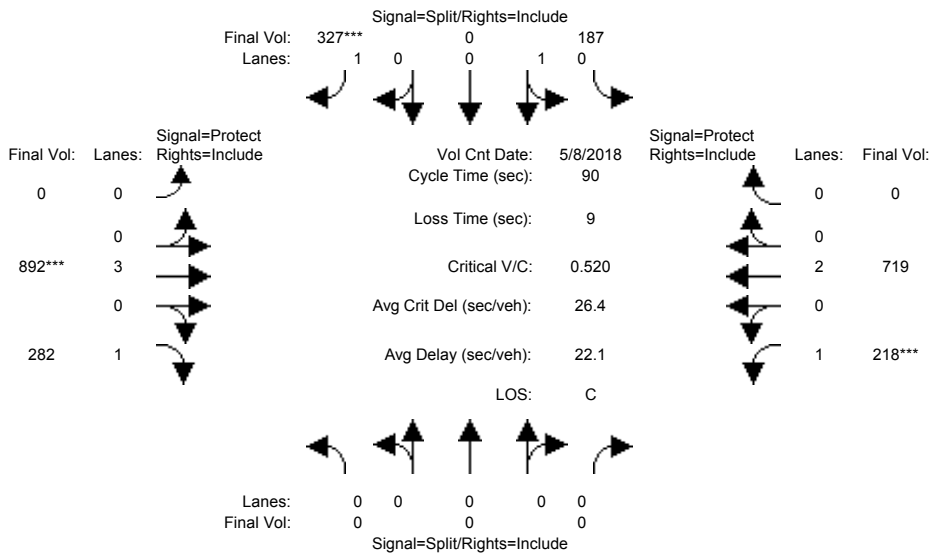 Signal=Split/Rights=Include
Final Vol: 327*** 0 187
Lanes: 1 0 0 1 0
Signal=Protect Signal=Protect
Final Vol: Lanes: Rights=Include Vol Cnt Date: 5/8/2018 Rights=Include Lanes: Final Vol:
Cycle Time (sec): 90
0 0 0 0
Loss Time (sec): 9
0 0
892*** 3 Critical V/C: 0.520 2 719
0 Avg Crit Del (sec/veh): 26.4 0
282 1 Avg Delay (sec/veh): 22.1 1 218***
LOS: C
Lanes: 0 0 0 0 0
Final Vol: 0 0 0
Signal=Split/Rights=Include